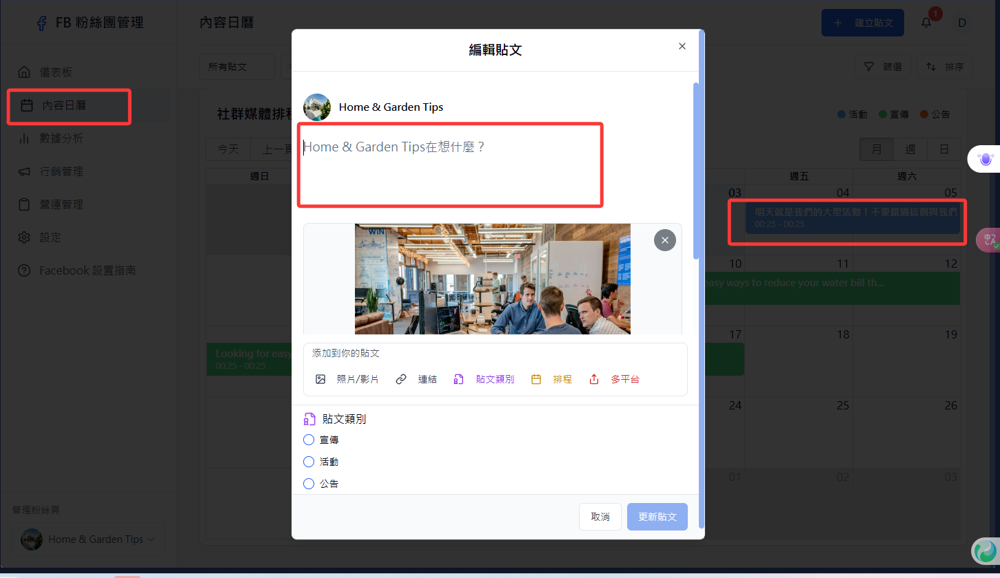 FB 粉絲團管理
內容日曆
建立貼文
1
D
儀表板
內容日曆
數據分析
行銷管理
營運管理
設定
Facebook 設置指南
管理粉絲頁
Home & Garden Tips
所有貼文
篩選
排序
社群媒體排
活動
宣傳
公告
今天
上一頁
月
週
日
週日
週五
週六
03
04
05
明天就是我們的大型活動！不要錯過這個與我們
00:25 - 00:25
10
11
12
easy ways to reduce your water bill th...
17
18
19
Looking for easy
00:25 - 00:25
24
25
26
01
02
03
編輯貼文
Home & Garden Tips
Home & Garden Tips在想什麼？
WIN
添加到你的貼文
照片/影片
連結
貼文類別
排程
多平台
貼文類別
宣傳
活動
公告
取消
更新貼文
中